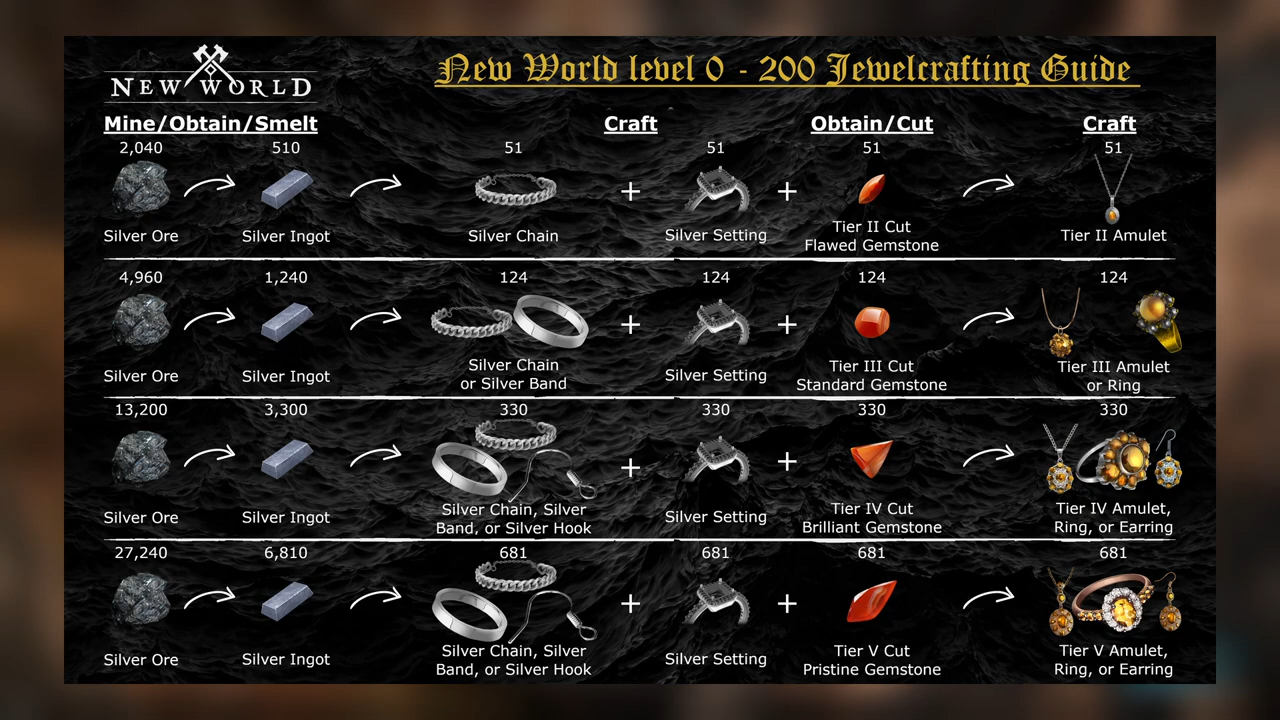 NEW WORLD
New World level 0 - 200 Jewelcrafting Guide
Mine/Obtain/Smelt
Craft
Obtain/Cut
Craft
2,040
510
51
51
51
51
Silver Ore
Silver Ingot
Silver Chain
Silver Setting
Tier II Cut
Flawed Gemstone
Tier II Amulet
4,960
1,240
124
124
124
124
Silver Ore
Silver Ingot
Silver Chain
or Silver Band
Silver Setting
Tier III Cut
Standard Gemstone
Tier III Amulet
or Ring
13,200
3,300
330
330
330
330
Silver Ore
Silver Ingot
Silver Chain, Silver
Band, or Silver Hook
Silver Setting
Tier IV Cut
Brilliant Gemstone
Tier IV Amulet,
Ring, or Earring
27,240
6,810
681
681
681
681
Silver Ore
Silver Ingot
Silver Chain, Silver
Band, or Silver Hook
Silver Setting
Tier V Cut
Pristine Gemstone
Tier V Amulet,
Ring, or Earring